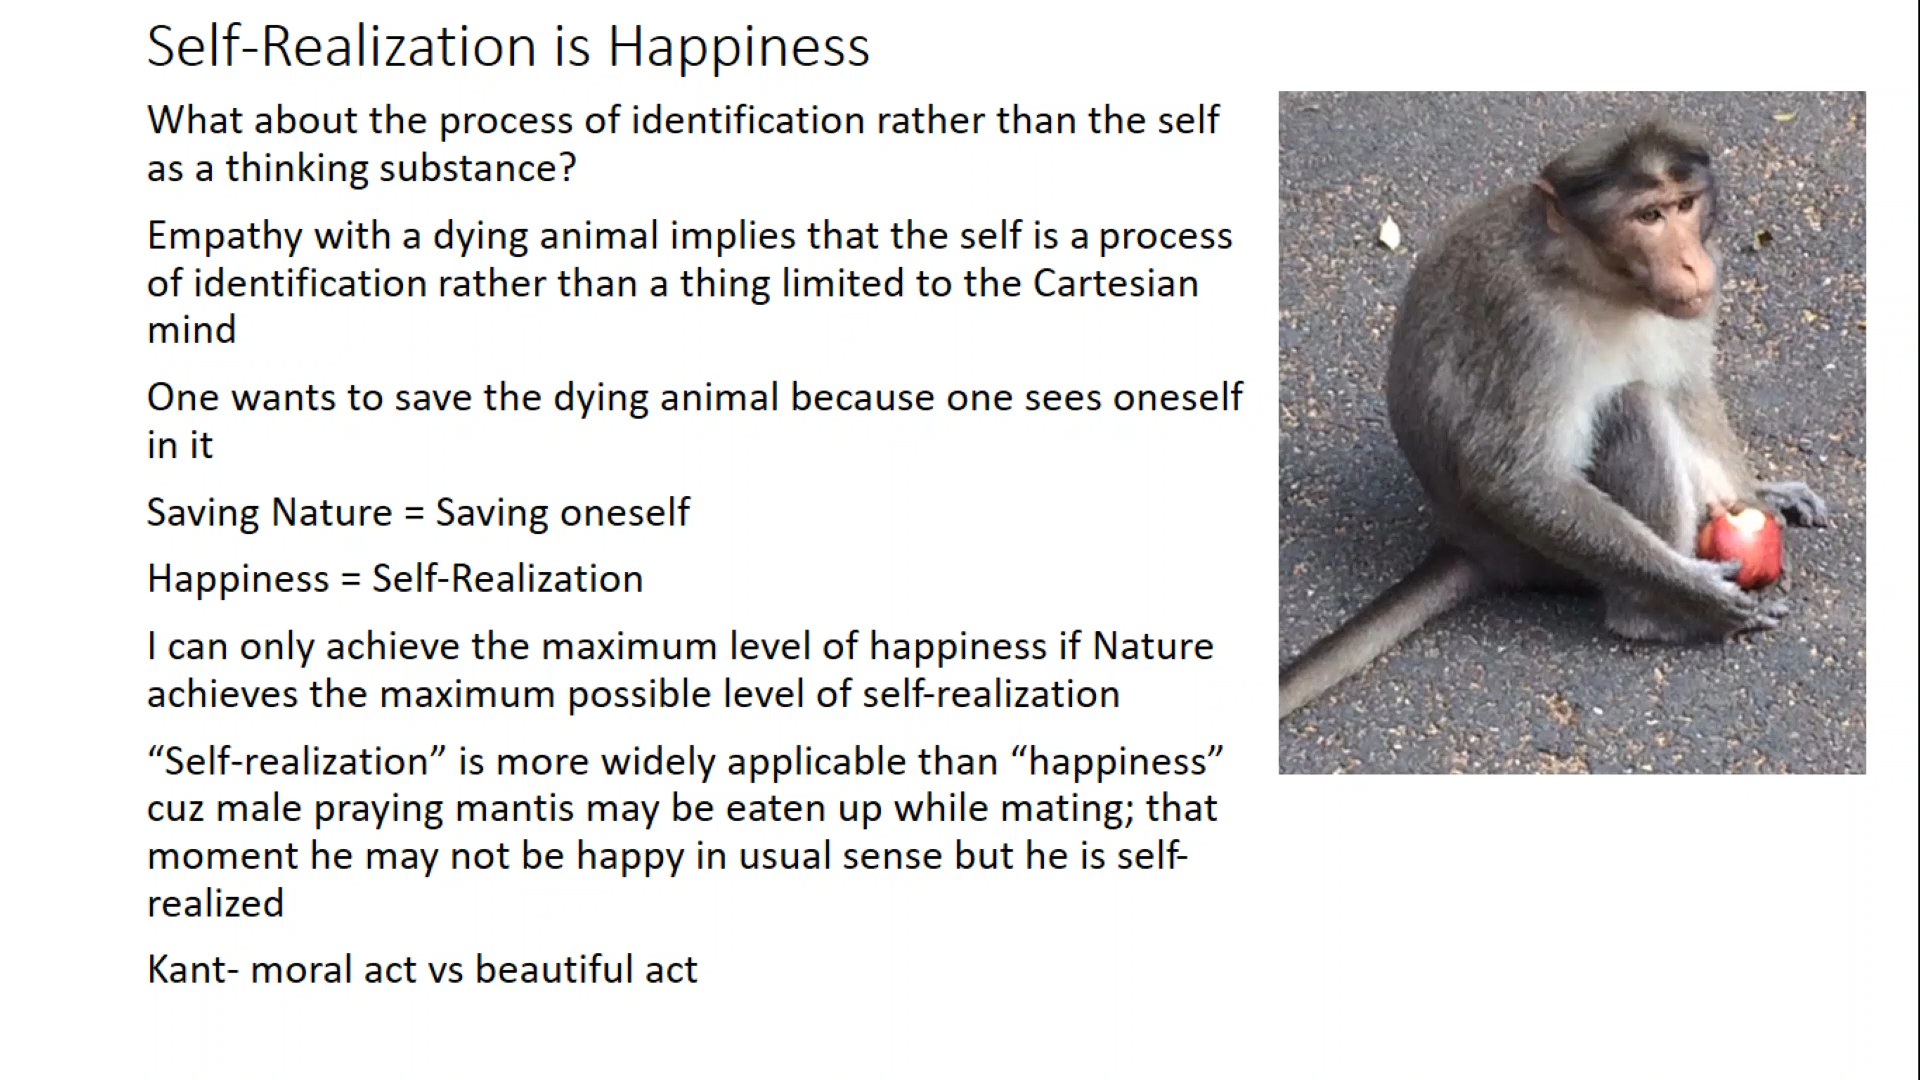 Self-Realization is Happiness
What about the process of identification rather than the self
as a thinking substance?
Empathy with a dying animal implies that the self is a process
of identification rather than a thing limited to the Cartesian
mind
One wants to save the dying animal because one sees oneself
in it
Saving Nature = Saving oneself
Happiness = Self-Realization
I can only achieve the maximum level of happiness if Nature
achieves the maximum possible level of self-realization
“Self-realization” is more widely applicable than “happiness”
cuz male praying mantis may be eaten up while mating; that
moment he may not be happy in usual sense but he is self-
realized
Kant- moral act vs beautiful act